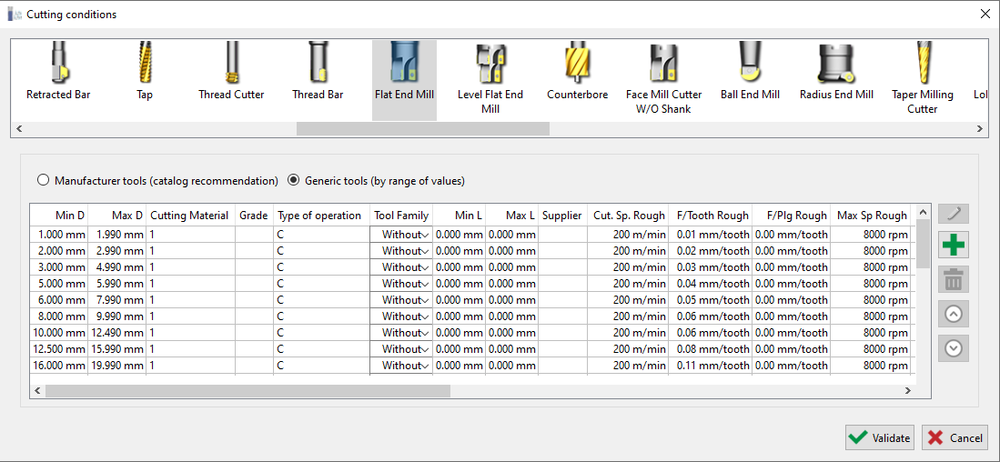 Cutting conditions
Retracted Bar
Tap
Thread Cutter
Thread Bar
Flat End Mill
Level Flat End
Mill
Counterbore
Face Mill Cutter
W/O Shank
Ball End Mill
Radius End Mill
Taper Milling
Cutter
Lol
Manufacturer tools (catalog recommendation) Generic tools (by range of values)
Min D Max D Cutting Material Grade Type of operation Tool Family Min L Max L Supplier Cut. Sp. Rough F/Tooth Rough F/Plg Rough Max Sp Rough
1.000 mm 1.990 mm 1 C Without 0.000 mm 0.000 mm 200 m/min 0.01 mm/tooth 0.00 mm/tooth 8000 rpm
2.000 mm 2.990 mm 1 C Without 0.000 mm 0.000 mm 200 m/min 0.02 mm/tooth 0.00 mm/tooth 8000 rpm
3.000 mm 4.990 mm 1 C Without 0.000 mm 0.000 mm 200 m/min 0.03 mm/tooth 0.00 mm/tooth 8000 rpm
5.000 mm 5.990 mm 1 C Without 0.000 mm 0.000 mm 200 m/min 0.04 mm/tooth 0.00 mm/tooth 8000 rpm
6.000 mm 7.990 mm 1 C Without 0.000 mm 0.000 mm 200 m/min 0.05 mm/tooth 0.00 mm/tooth 8000 rpm
8.000 mm 9.990 mm 1 C Without 0.000 mm 0.000 mm 200 m/min 0.06 mm/tooth 0.00 mm/tooth 8000 rpm
10.000 mm 12.490 mm 1 C Without 0.000 mm 0.000 mm 200 m/min 0.06 mm/tooth 0.00 mm/tooth 8000 rpm
12.500 mm 15.990 mm 1 C Without 0.000 mm 0.000 mm 200 m/min 0.08 mm/tooth 0.00 mm/tooth 8000 rpm
16.000 mm 19.990 mm 1 C Without 0.000 mm 0.000 mm 200 m/min 0.11 mm/tooth 0.00 mm/tooth 8000 rpm
Validate
Cancel